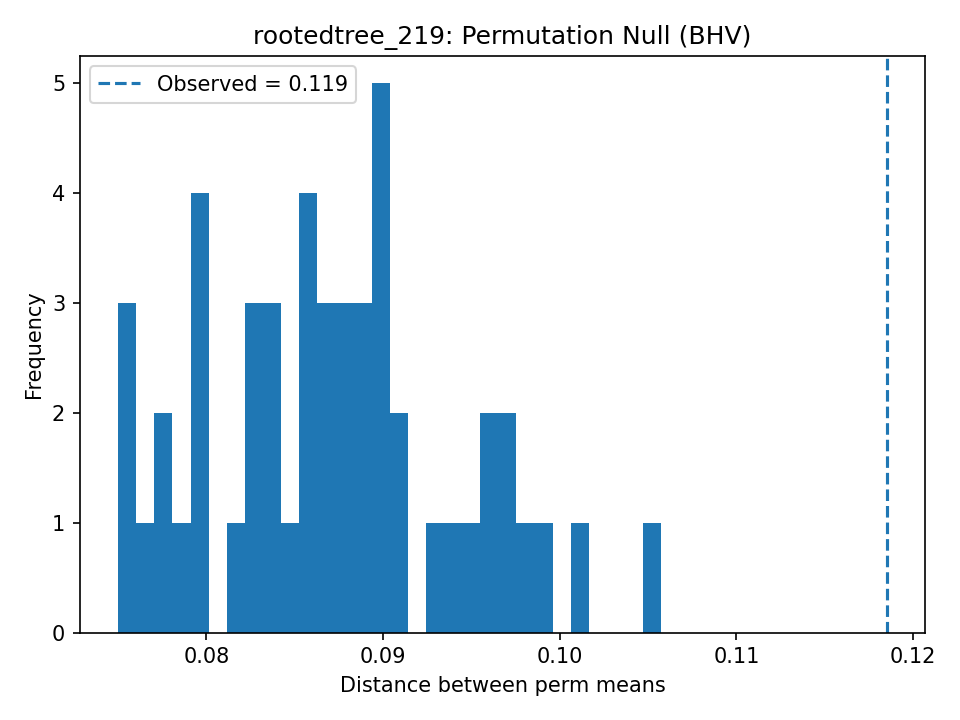 rootedtree_219: Permutation Null (BHV)
Observed = 0.119
5
4
3
2
1
0
Frequency
0.08 0.09 0.10 0.11 0.12
Distance between perm means